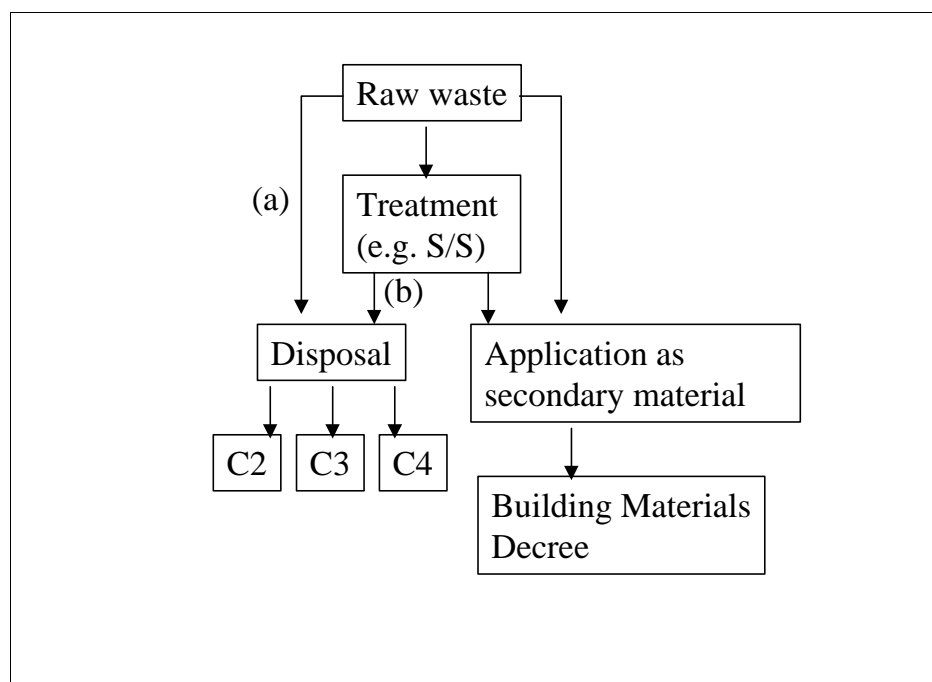 Raw waste
(a)
Treatment
(e.g. S/S)
(b)
Disposal
Application as
secondary material
C2
C3
C4
Building Materials
Decree